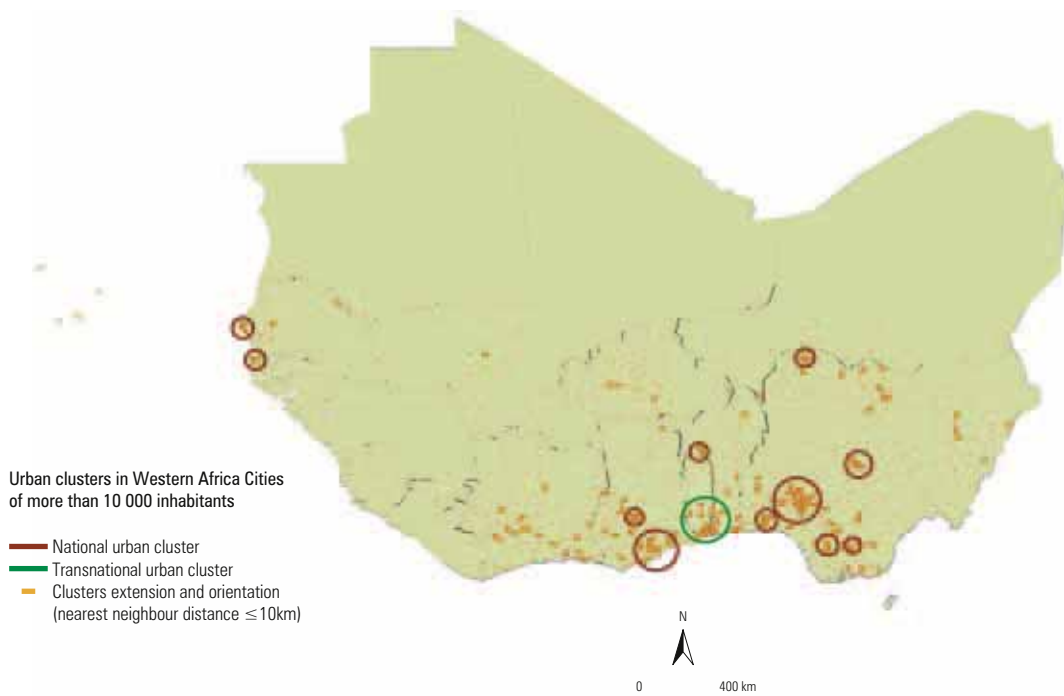 Urban clusters in Western Africa Cities
of more than 10 000 inhabitants
National urban cluster
Transnational urban cluster
Clusters extension and orientation
(nearest neighbour distance ≤10km)
N
0 400 km